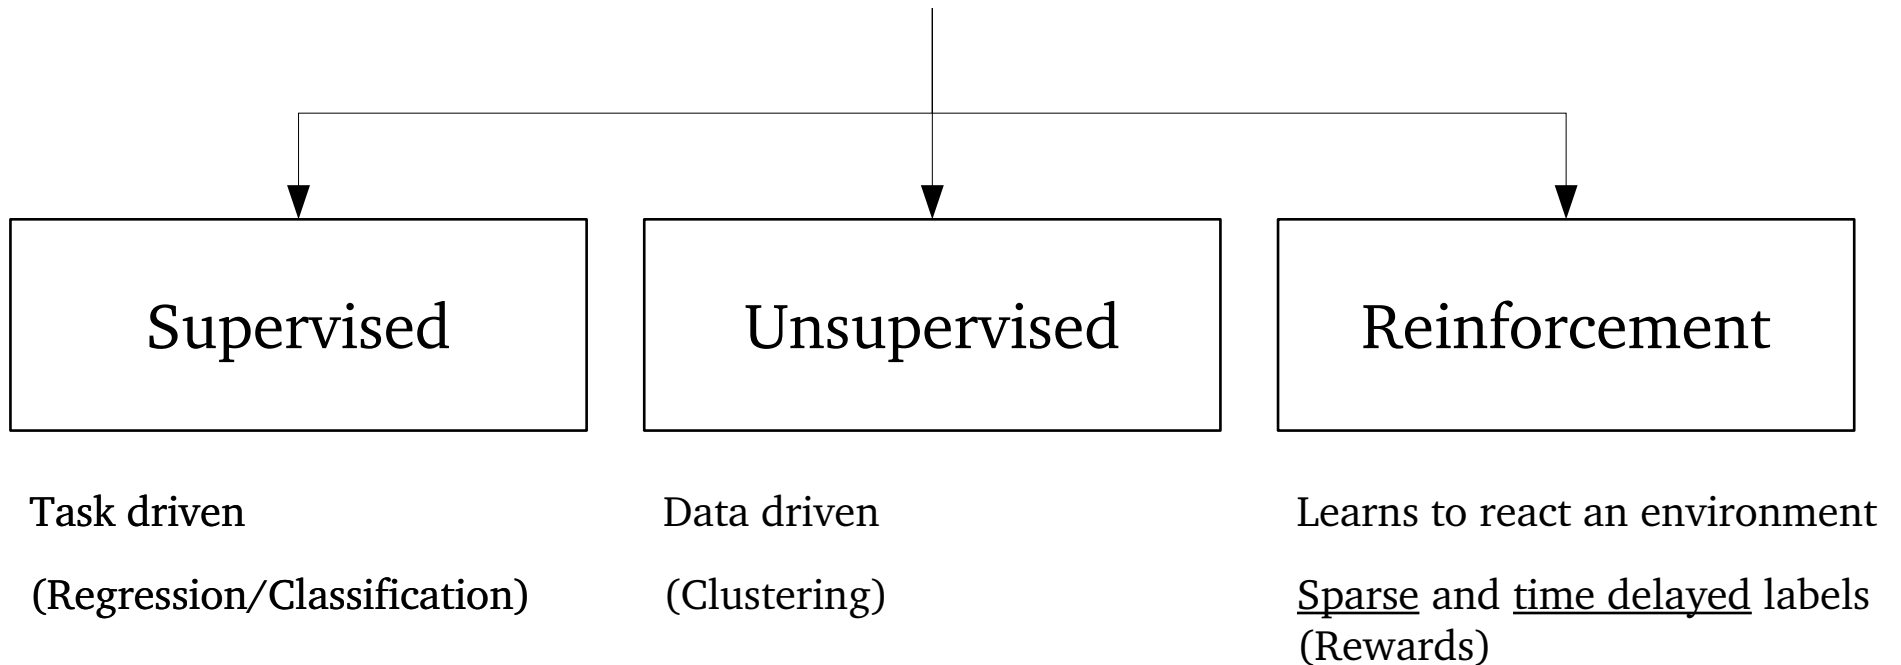 Supervised
Unsupervised
Reinforcement
Task driven
(Regression/Classification)
Data driven
(Clustering)
Learns to react an environment
Sparse and time delayed labels
(Rewards)